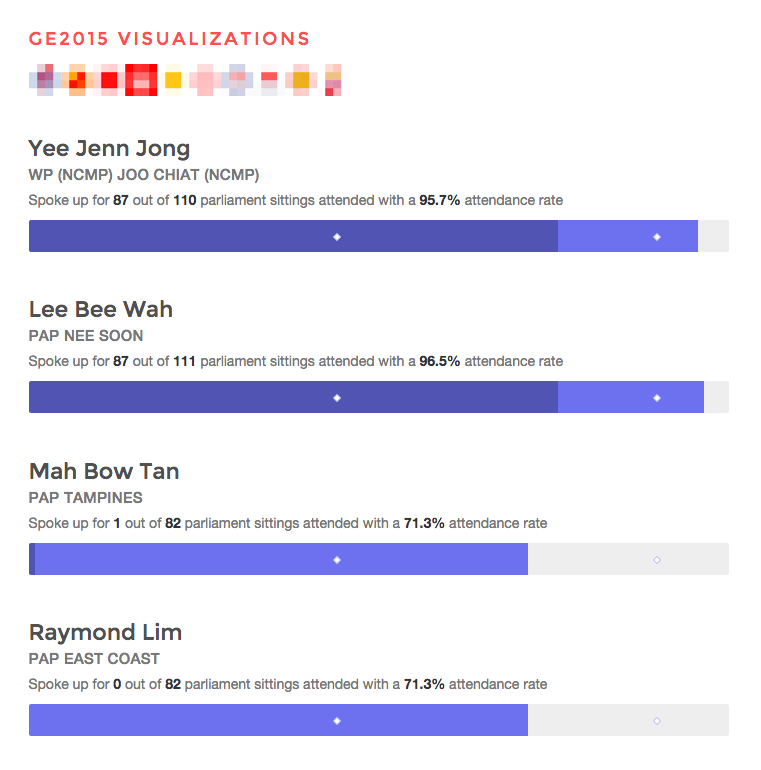 GE2015 VISUALIZATIONS
Yee Jenn Jong
WP (NCMP) JOO CHIAT (NCMP)
Spoke up for 87 out of 110 parliament sittings attended with a 95.7% attendance rate
Lee Bee Wah
PAP NEE SOON
Spoke up for 87 out of 111 parliament sittings attended with a 96.5% attendance rate
Mah Bow Tan
PAP TAMPINES
Spoke up for 1 out of 82 parliament sittings attended with a 71.3% attendance rate
Raymond Lim
PAP EAST COAST
Spoke up for 0 out of 82 parliament sittings attended with a 71.3% attendance rate